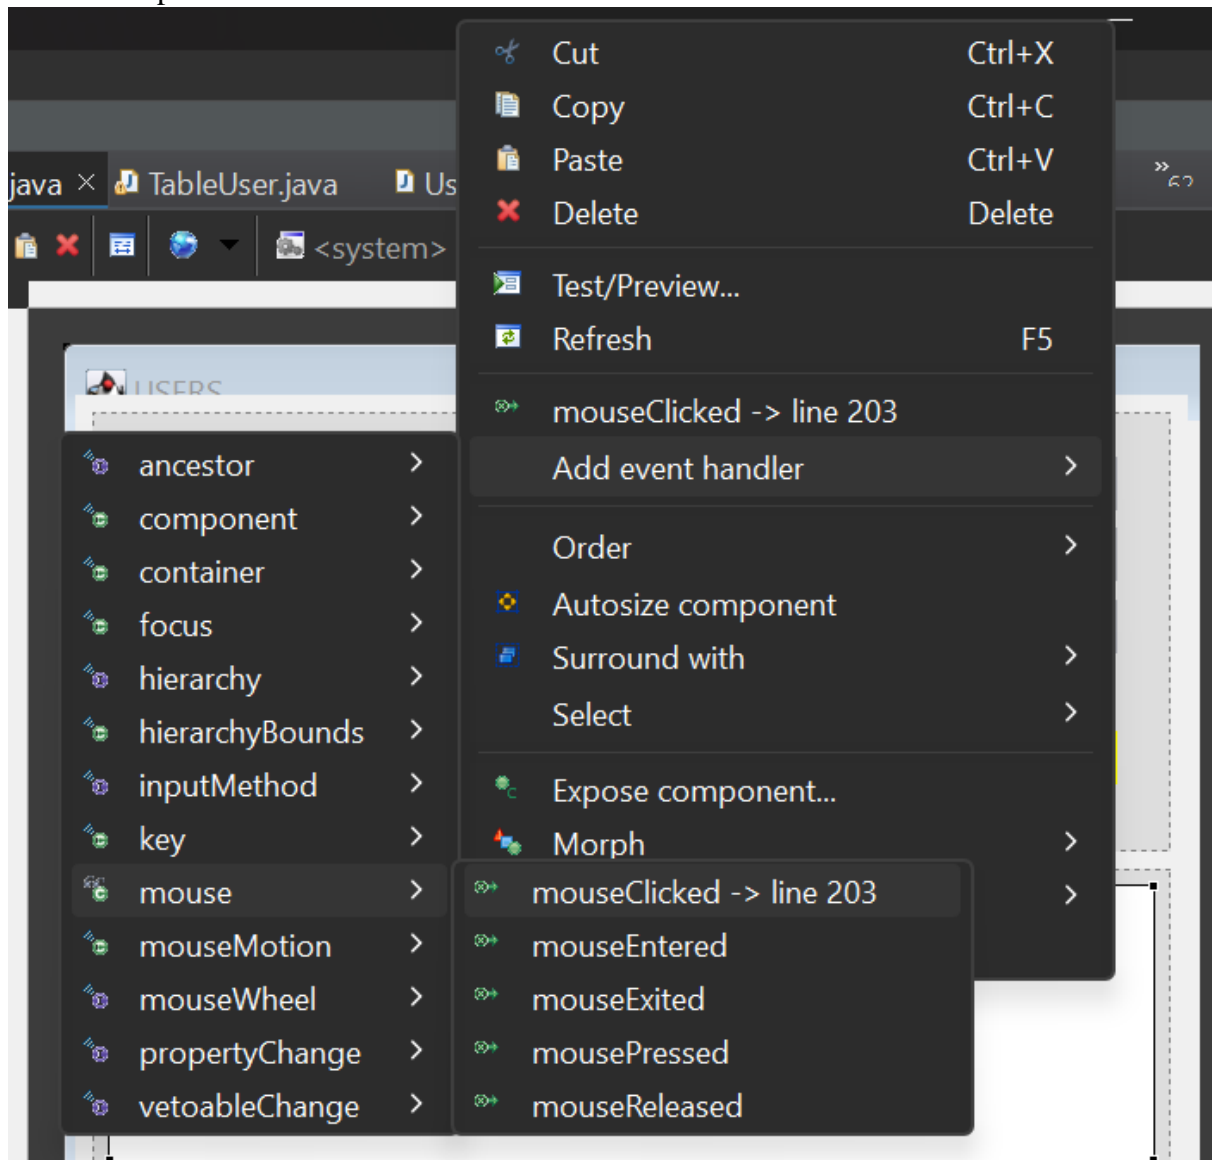 Cut Ctrl+X
Copy Ctrl+C
Paste Ctrl+V
java TableUser.java Us
Delete Delete
<system>
Test/Preview...
Refresh F5
USERS
mouseClicked -> line 203
Add event handler
Order
Autosize component
Surround with
Select
Expose component...
Morph
ancestor
component
container
focus
hierarchy
hierarchyBounds
inputMethod
key
mouse
mouseMotion
mouseWheel
propertyChange
vetoableChange
mouseClicked -> line 203
mouseEntered
mouseExited
mousePressed
mouseReleased